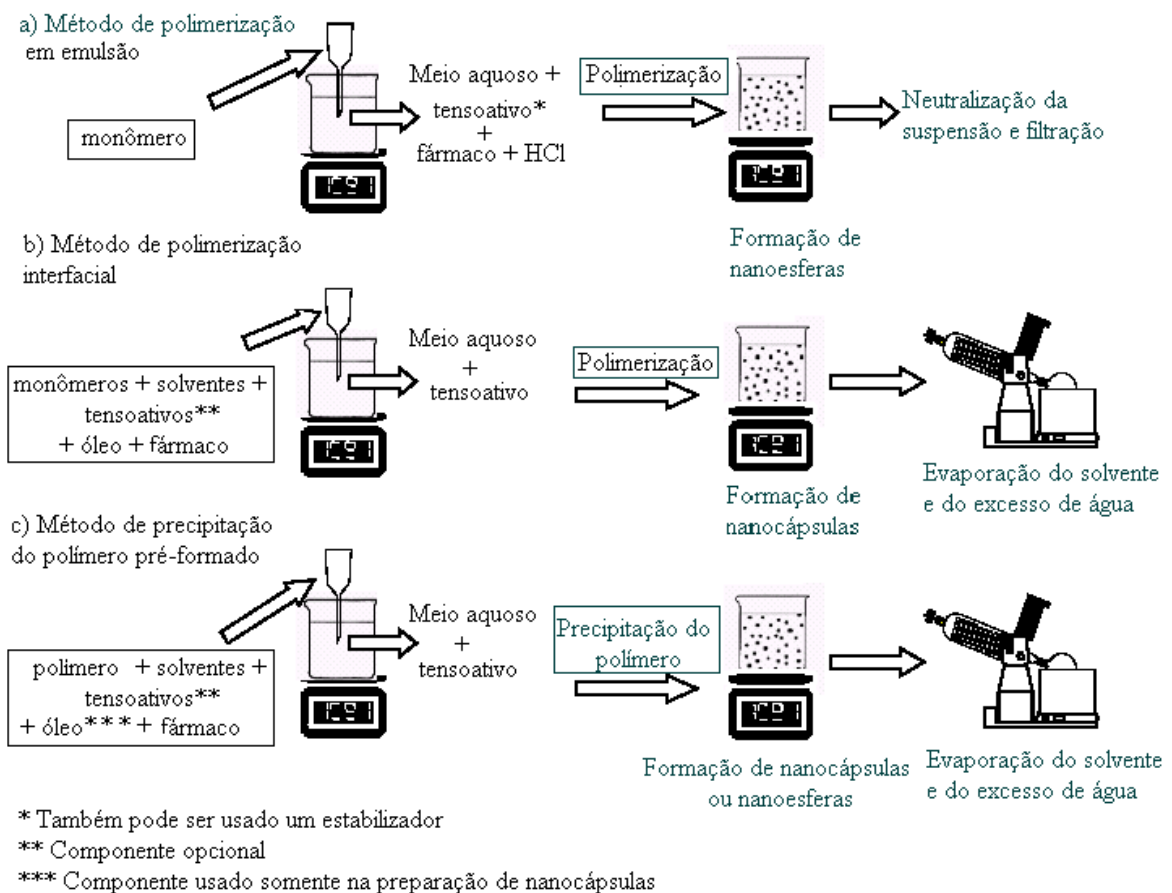 a) Método de polimerização
em emulsão
monômero
Meio aquoso +
tensoativo*
+
fármaco + HCl
Polimerização
Neutralização da
suspensão e filtração
Formação de
nanoesferas
b) Método de polimerização
interfacial
monômeros + solventes +
tensoativos**
+ óleo + fármaco
Meio aquoso
+
tensoativo
Polimerização
Formação de
nanocápsulas
Evaporação do solvente
e do excesso de água
c) Método de precipitação
do polímero pré-formado
polimero + solventes +
tensoativos**
+ óleo*** + fármaco
Meio aquoso
+
tensoativo
Precipitação do
polímero
Formação de nanocápsulas
ou nanoesferas
Evaporação do solvente
e do excesso de água
* Também pode ser usado um estabilizador
** Componente opcional
*** Componente usado somente na preparação de nanocápsulas